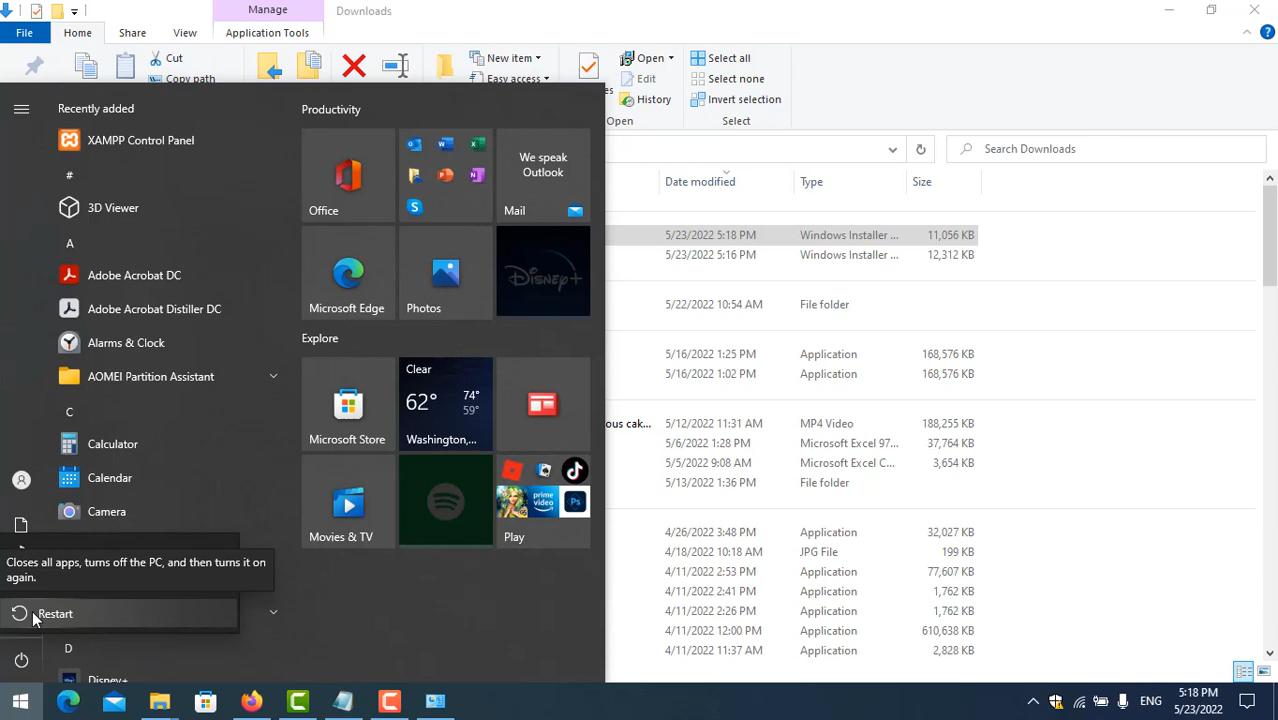 Manage
Downloads
File
Home
Share
View
Application Tools
Cut
Copy path
New item
Easy access
Open
Edit
History
Open
Select all
Select none
Invert selection
Select
Search Downloads
Date modified
Type
Size
5/23/2022 5:18 PM Windows Installer ... 11,056 KB
5/23/2022 5:16 PM Windows Installer ... 12,312 KB
5/22/2022 10:54 AM File folder
5/16/2022 1:25 PM Application 168,576 KB
5/16/2022 1:02 PM Application 168,576 KB
ous cak... 5/12/2022 11:31 AM MP4 Video 188,255 KB
5/6/2022 1:28 PM Microsoft Excel 97... 37,764 KB
5/5/2022 9:08 AM Microsoft Excel C... 3,654 KB
5/13/2022 1:36 PM File folder
4/26/2022 3:48 PM Application 32,027 KB
4/18/2022 10:18 AM JPG File 199 KB
4/11/2022 2:53 PM Application 77,607 KB
4/11/2022 2:41 PM Application 1,762 KB
4/11/2022 2:26 PM Application 1,762 KB
4/11/2022 12:00 PM Application 610,638 KB
4/11/2022 11:37 AM Application 2,828 KB
Recently added
XAMPP Control Panel
#
3D Viewer
A
Adobe Acrobat DC
Adobe Acrobat Distiller DC
Alarms & Clock
AOMEI Partition Assistant
C
Calculator
Calendar
Camera
Closes all apps, turns off the PC, and then turns it on
again.
Restart
D
Disney+
Productivity
Office
We speak
Outlook
Mail
Microsoft Edge
Photos
Disney+
Explore
Microsoft Store
Clear
62° 74°
59°
Washington,...
Movies & TV
prime
video
Ps
Play
ENG
5:18 PM
5/23/2022